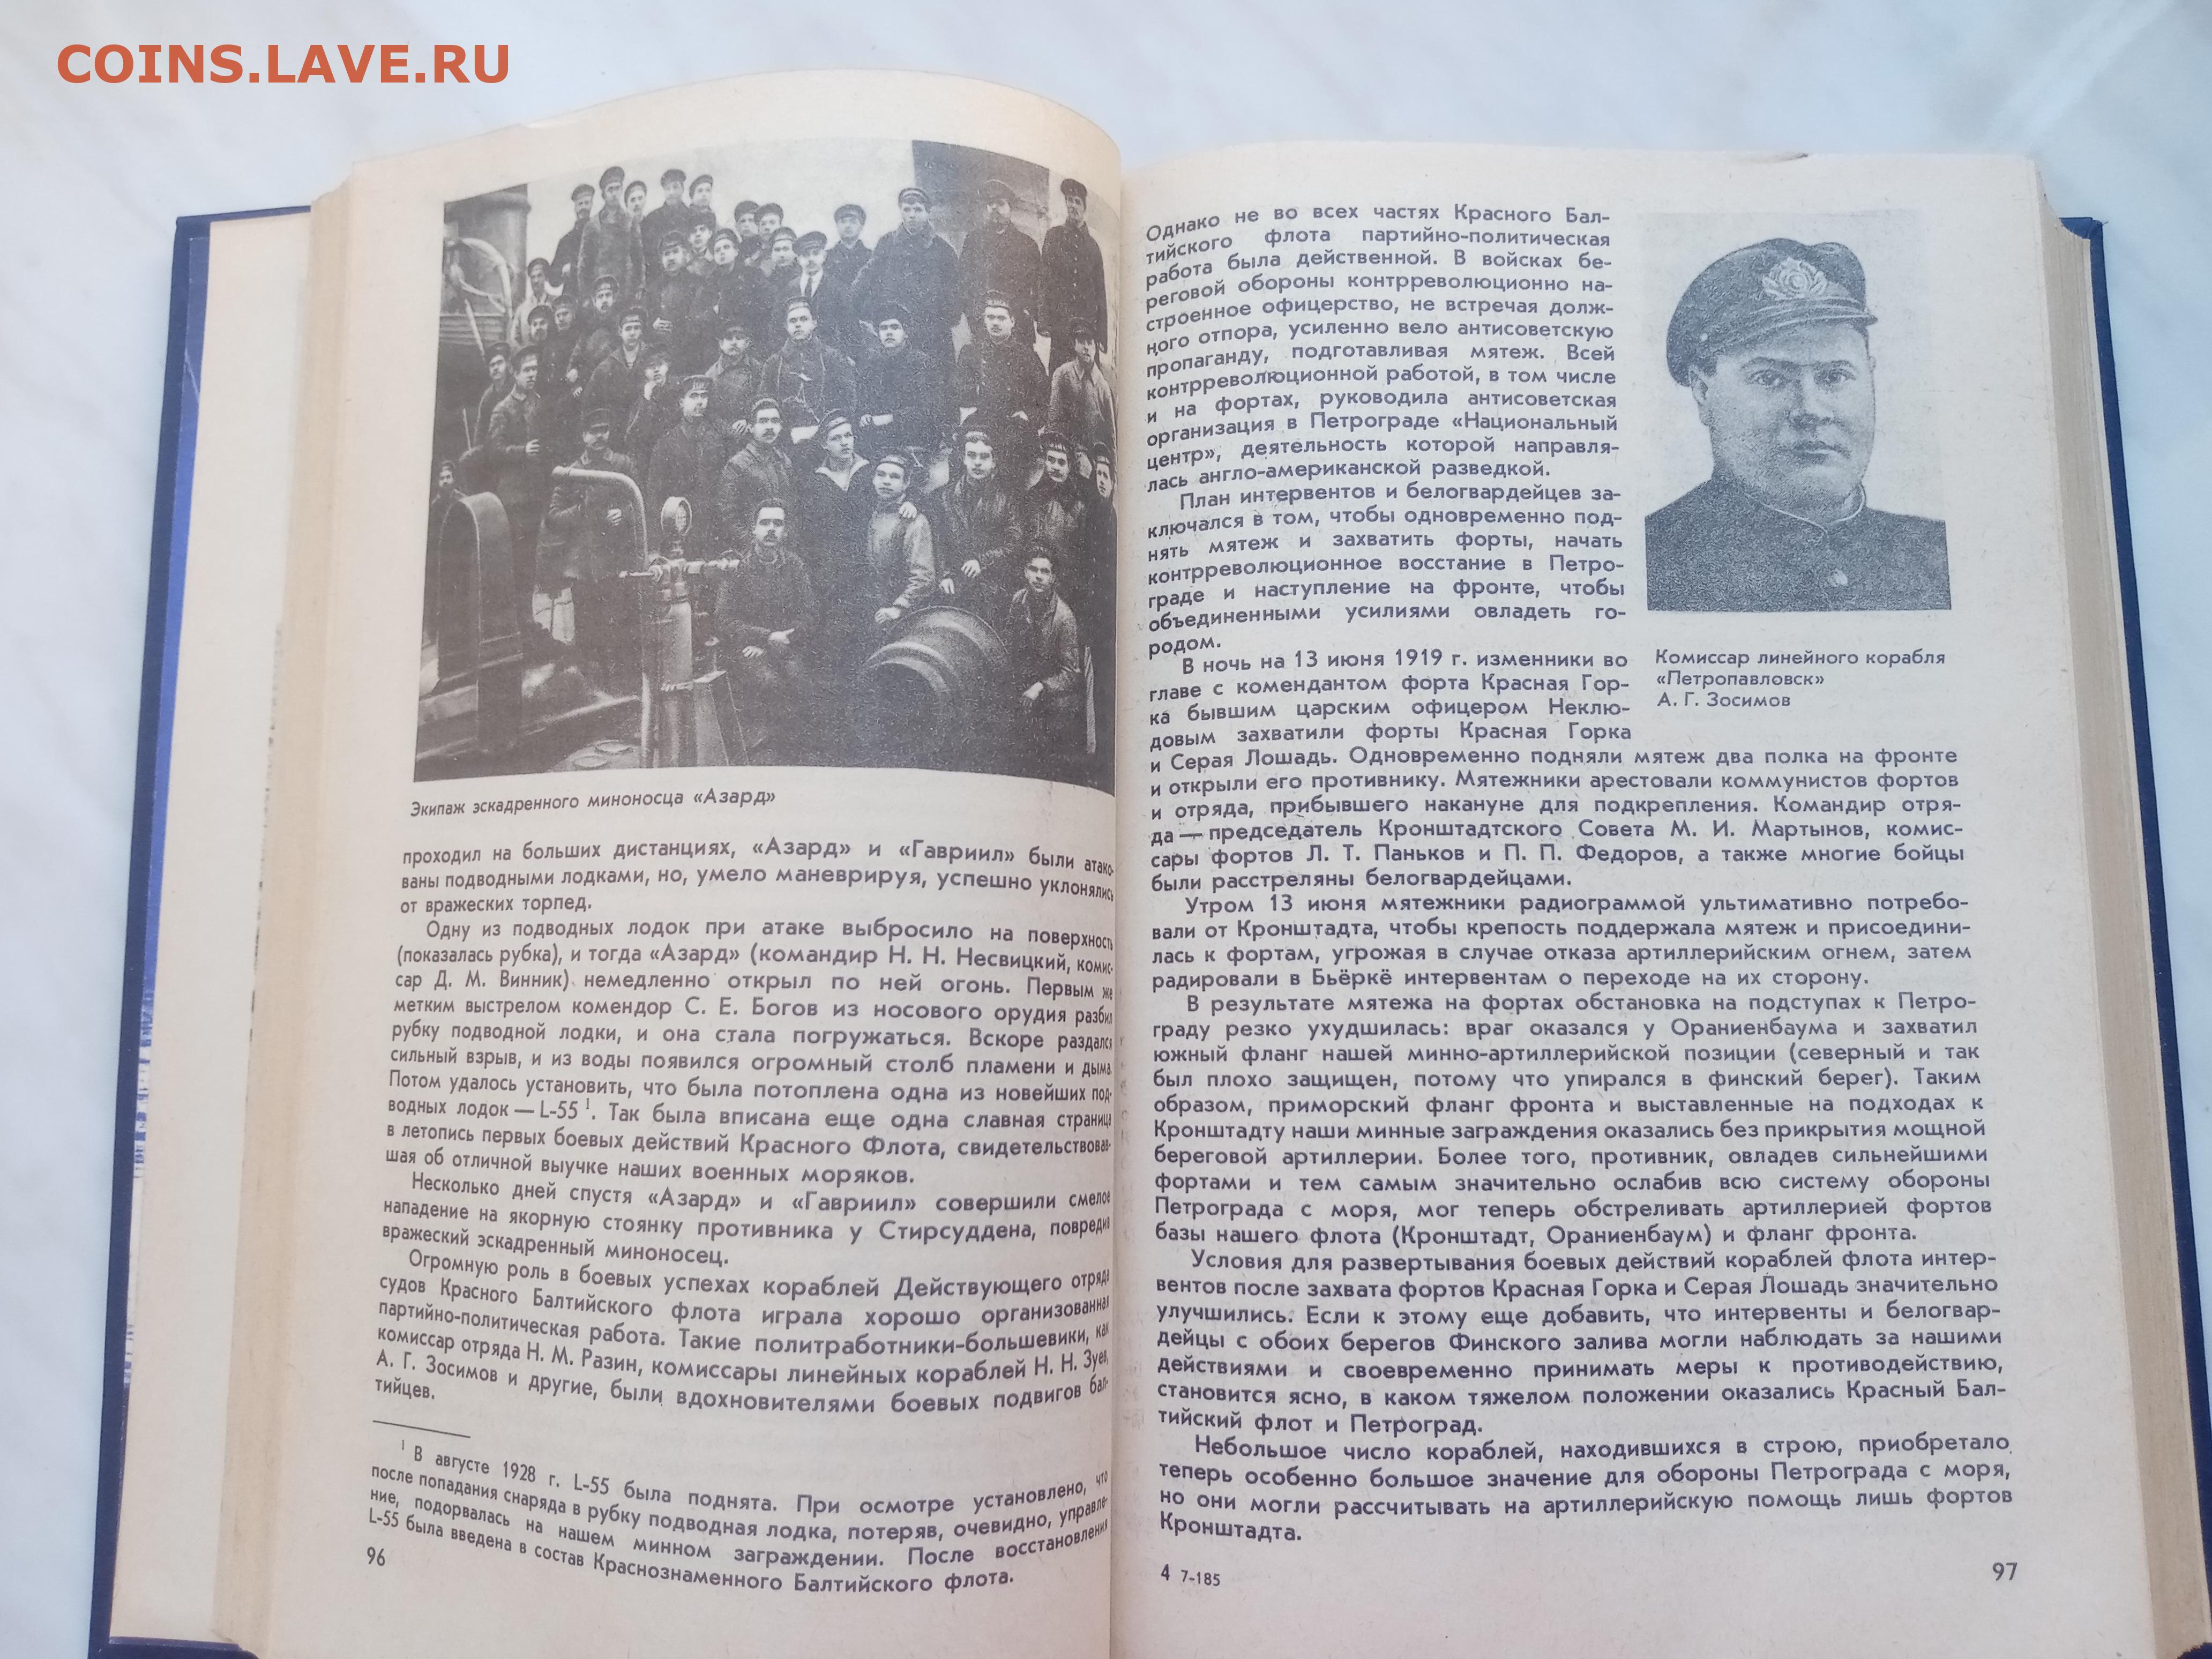 COINS.LAVE.RU
Экипаж эскадренного миноносца «Азард»
проходил на больших дистанциях, «Азард» и «Гавриил» были атако-
ваны подводными лодками, но, умело маневрируя, успешно уклонялись
от вражеских торпед.
Одну из подводных лодок при атаке выбросило на поверхность
(показалась рубка), и тогда «Азард» (командир Н. Н. Несвицкий, комис-
сар Д. М. Винник) немедленно открыл по ней огонь. Первым же
метким выстрелом комендор С. Е. Богов из носового орудия разбил
рубку подводной лодки, и она стала погружаться. Вскоре раздался
сильный взрыв, и из воды появился огромный столб пламени и дыма.
Потом удалось установить, что была потоплена одна из новейших под-
водных лодок — L-55 ¹. Так была вписана еще одна славная страница
в летопись первых боевых действий Красного Флота, свидетельствовав-
шая об отличной выучке наших военных моряков.
Несколько дней спустя «Азард» и «Гавриил» совершили смелое
нападение на якорную стоянку противника у Стирсуддена, повредив
вражеский эскадренный миноносец.
Огромную роль в боевых успехах кораблей Действующего отряда
судов Красного Балтийского флота играла хорошо организованная
партийно-политическая работа. Такие политработники-большевики, как
комиссар отряда Н. М. Разин, комиссары линейных кораблей Н. Н. Зуев,
А. Г. Зосимов и другие, были вдохновителями боевых подвигов бал-
тийцев.
¹ В августе 1928 г. L-55 была поднята. При осмотре установлено, что
после попадания снаряда в рубку подводная лодка, потеряв, очевидно, управле-
ние, подорвалась на нашем минном заграждении. После восстановления
L-55 была введена в состав Краснознаменного Балтийского флота.
96
Однако не во всех частях Красного Бал-
тийского флота партийно-политическая
работа была действенной. В войсках бе-
реговой обороны контрреволюционно на-
строенное офицерство, не встречая долж-
ного отпора, усиленно вело антисоветскую
пропаганду, подготавливая мятеж. Всей
контрреволюционной работой, в том числе
и на фортах, руководила антисоветская
организация в Петрограде «Национальный
центр», деятельность которой направля-
лась англо-американской разведкой.
План интервентов и белогвардейцев за-
ключался в том, чтобы одновременно под-
нять мятеж и захватить форты, начать
контрреволюционное восстание в Петро-
граде и наступление на фронте, чтобы
объединенными усилиями овладеть го-
родом.
В ночь на 13 июня 1919 г. изменники во
главе с комендантом форта Красная Гор-
ка бывшим царским офицером Неклю-
довым захватили форты Красная Горка
и Серая Лошадь. Одновременно подняли мятеж два полка на фронте
и открыли его противнику. Мятежники арестовали коммунистов фортов
и отряда, прибывшего накануне для подкрепления. Командир отря-
да — председатель Кронштадтского Совета М. И. Мартынов, комис-
сары фортов Л. Т. Паньков и П. П. Федоров, а также многие бойцы
были расстреляны белогвардейцами.
Утром 13 июня мятежники радиограммой ультимативно потребо-
вали от Кронштадта, чтобы крепость поддержала мятеж и присоедини-
лась к фортам, угрожая в случае отказа артиллерийским огнем, затем
радировали в Бьёркё интервентам о переходе на их сторону.
В результате мятежа на фортах обстановка на подступах к Петро-
граду резко ухудшилась: враг оказался у Ораниенбаума и захватил
южный фланг нашей минно-артиллерийской позиции (северный и так
был плохо защищен, потому что упирался в финский берег). Таким
образом, приморский фланг фронта и выставленные на подходах к
Кронштадту наши минные заграждения оказались без прикрытия мощной
береговой артиллерии. Более того, противник, овладев сильнейшими
фортами и тем самым значительно ослабив всю систему обороны
Петрограда с моря, мог теперь обстреливать артиллерией фортов
базы нашего флота (Кронштадт, Ораниенбаум) и фланг фронта.
Условия для развертывания боевых действий кораблей флота интер-
вентов после захвата фортов Красная Горка и Серая Лошадь значительно
улучшились. Если к этому еще добавить, что интервенты и белогвар-
дейцы с обоих берегов Финского залива могли наблюдать за нашими
действиями и своевременно принимать меры к противодействию,
становится ясно, в каком тяжелом положении оказались Красный Бал-
тийский флот и Петроград.
Небольшое число кораблей, находившихся в строю, приобретало
теперь особенно большое значение для обороны Петрограда с моря,
но они могли рассчитывать на артиллерийскую помощь лишь фортов
Кронштадта.
Комиссар линейного корабля
«Петропавловск»
А. Г. Зосимов
4 7-185
97